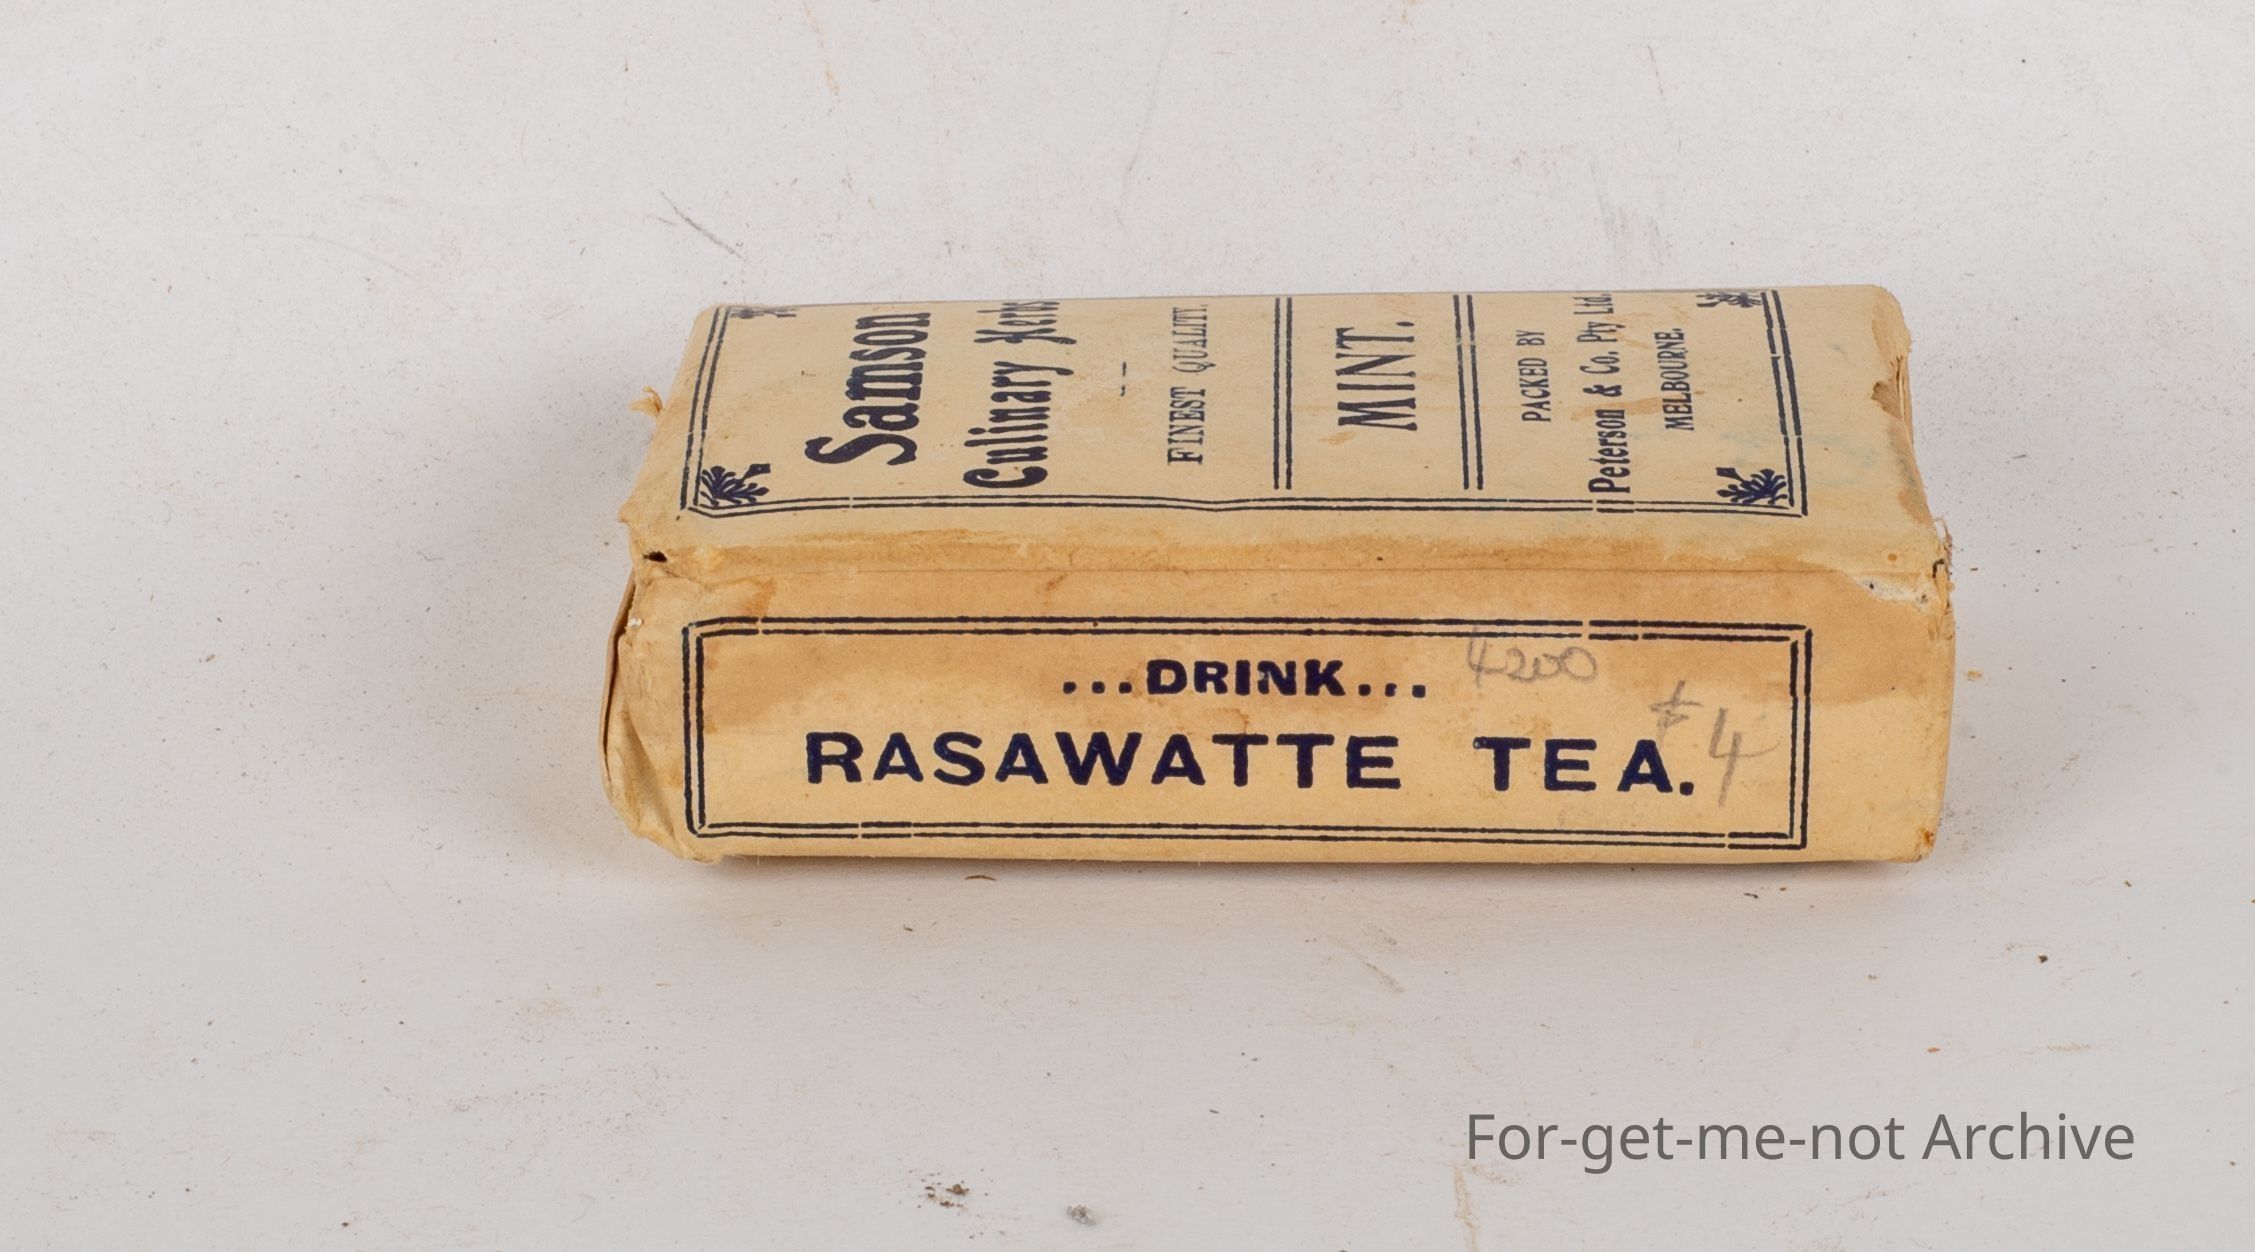 Samson
Culinary Herbs
FINEST QUALITY.
MINT.
PACKED BY
Peterson & Co. Pty Ltd.
MELBOURNE.
...DRINK...
4200
RASAWATTE TEA.
4
For-get-me-not Archive